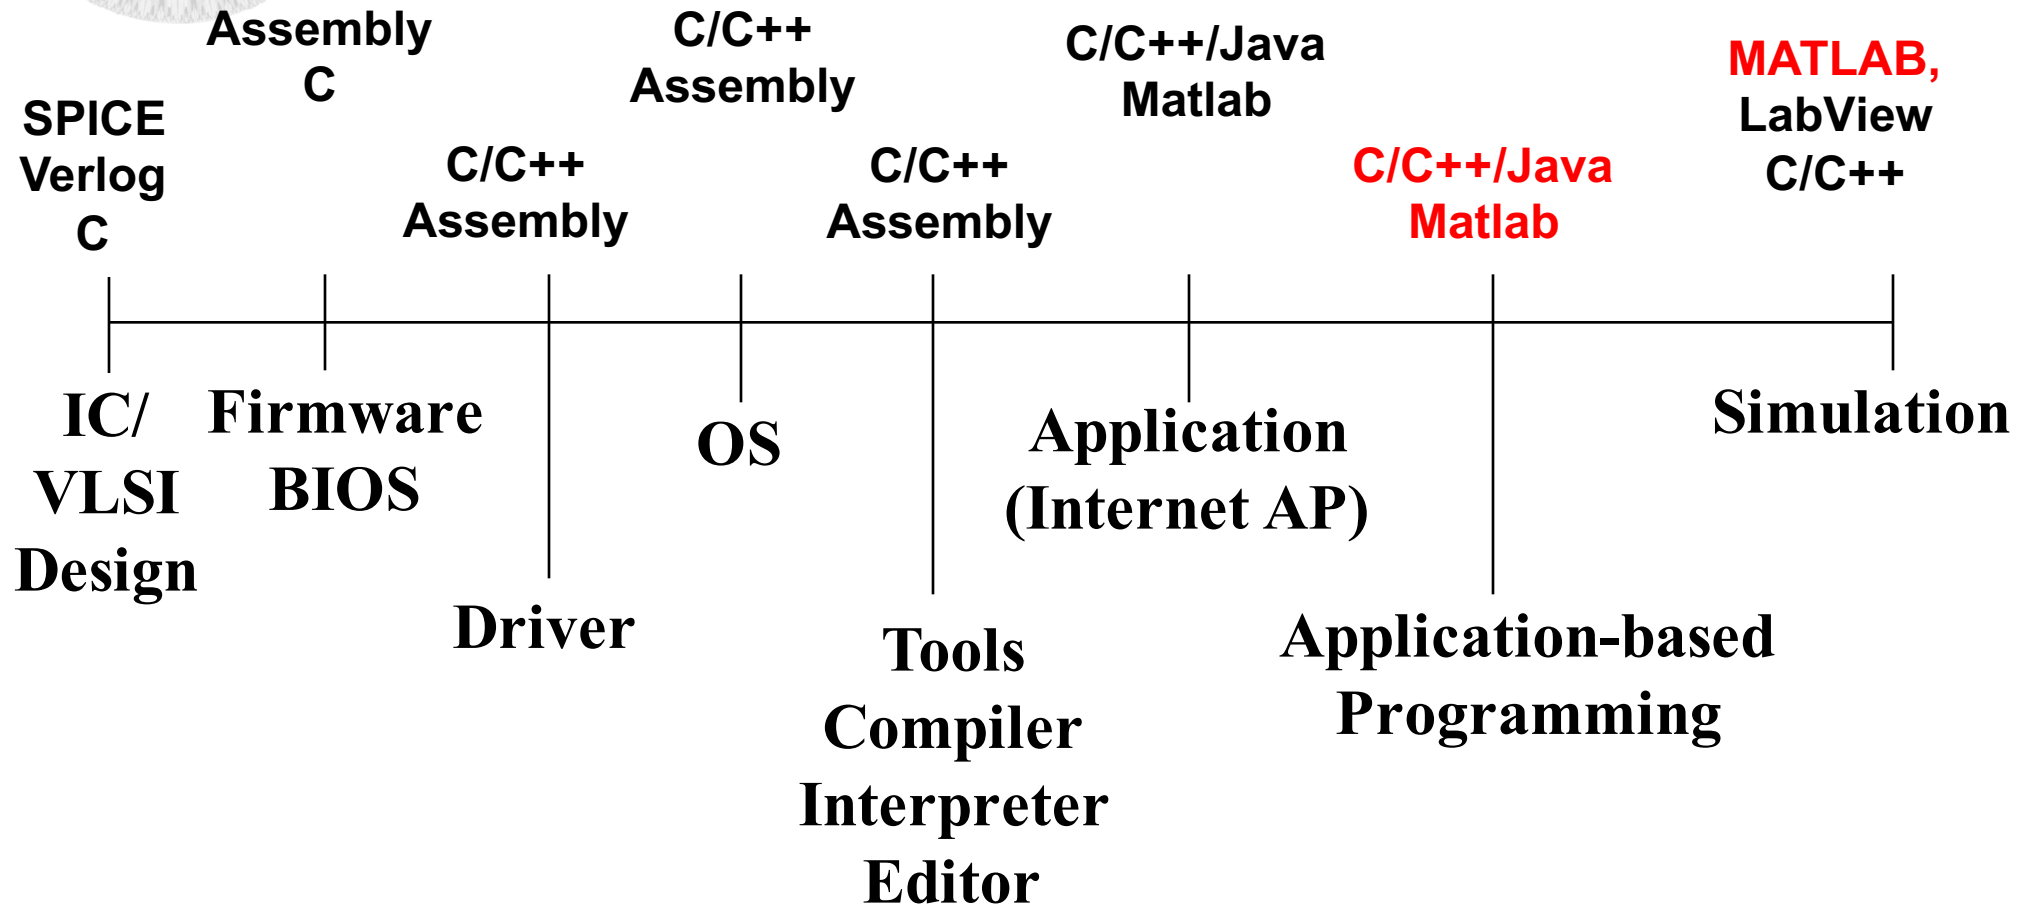 SPICE
Verlog
C
Assembly
C
C/C++
Assembly
C/C++
Assembly
C/C++
Assembly
C/C++/Java
Matlab
C/C++/Java
Matlab
MATLAB,
LabView
C/C++
IC/
VLSI
Design
Firmware
BIOS
Driver
OS
Tools
Compiler
Interpreter
Editor
Application
(Internet AP)
Application-based
Programming
Simulation